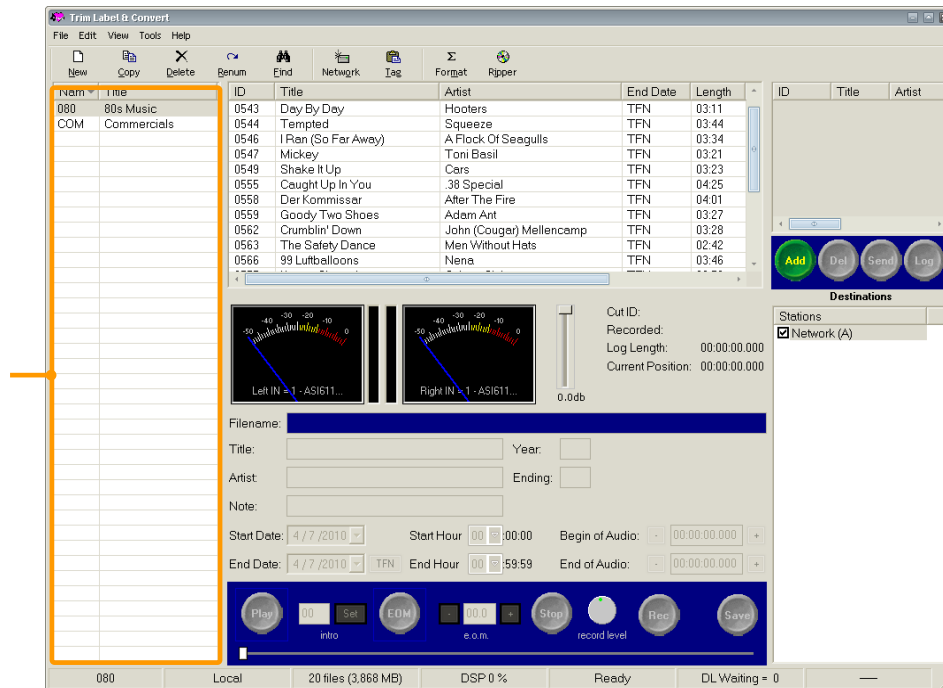 Trim Label & Convert
File Edit View Tools Help
New Copy Delete Renum Find Network Tag Format Ripper
Nam Title
080 80s Music
COM Commercials
ID Title Artist End Date Length
0543 Day By Day Hooters TFN 03:11
0544 Tempted Squeeze TFN 03:44
0546 I Ran (So Far Away) A Flock Of Seagulls TFN 03:34
0547 Mickey Toni Basil TFN 03:21
0549 Shake It Up Cars TFN 03:23
0555 Caught Up In You .38 Special TFN 04:25
0558 Der Kommissar After The Fire TFN 04:01
0559 Goody Two Shoes Adam Ant TFN 03:27
0562 Crumblin' Down John (Cougar) Mellencamp TFN 03:28
0563 The Safety Dance Men Without Hats TFN 02:42
0566 99 Luftballoons Nena TFN 03:46
ID Title Artist
Add Del Send Log
Destinations
Stations
Network (A)
-50 -40 -30 -20 -10 0
Left IN = 1 - ASI611...
-50 -40 -30 -20 -10 0
Right IN = 1 - ASI611...
0.0db
Cut ID:
Recorded:
Log Length: 00:00:00.000
Current Position: 00:00:00.000
Filename:
Title: Year:
Artist: Ending:
Note:
Start Date: 4 / 7 /2010 Start Hour 00 :00:00 Begin of Audio: - 00:00:00.000 +
End Date: 4 / 7 /2010 TFN End Hour 00 :59:59 End of Audio: - 00:00:00.000 +
Play 00 Set EOM - 00.0 + Stop Rec Save
intro e.o.m. record level
080 Local 20 files (3,868 MB) DSP 0 % Ready DL Waiting = 0 —